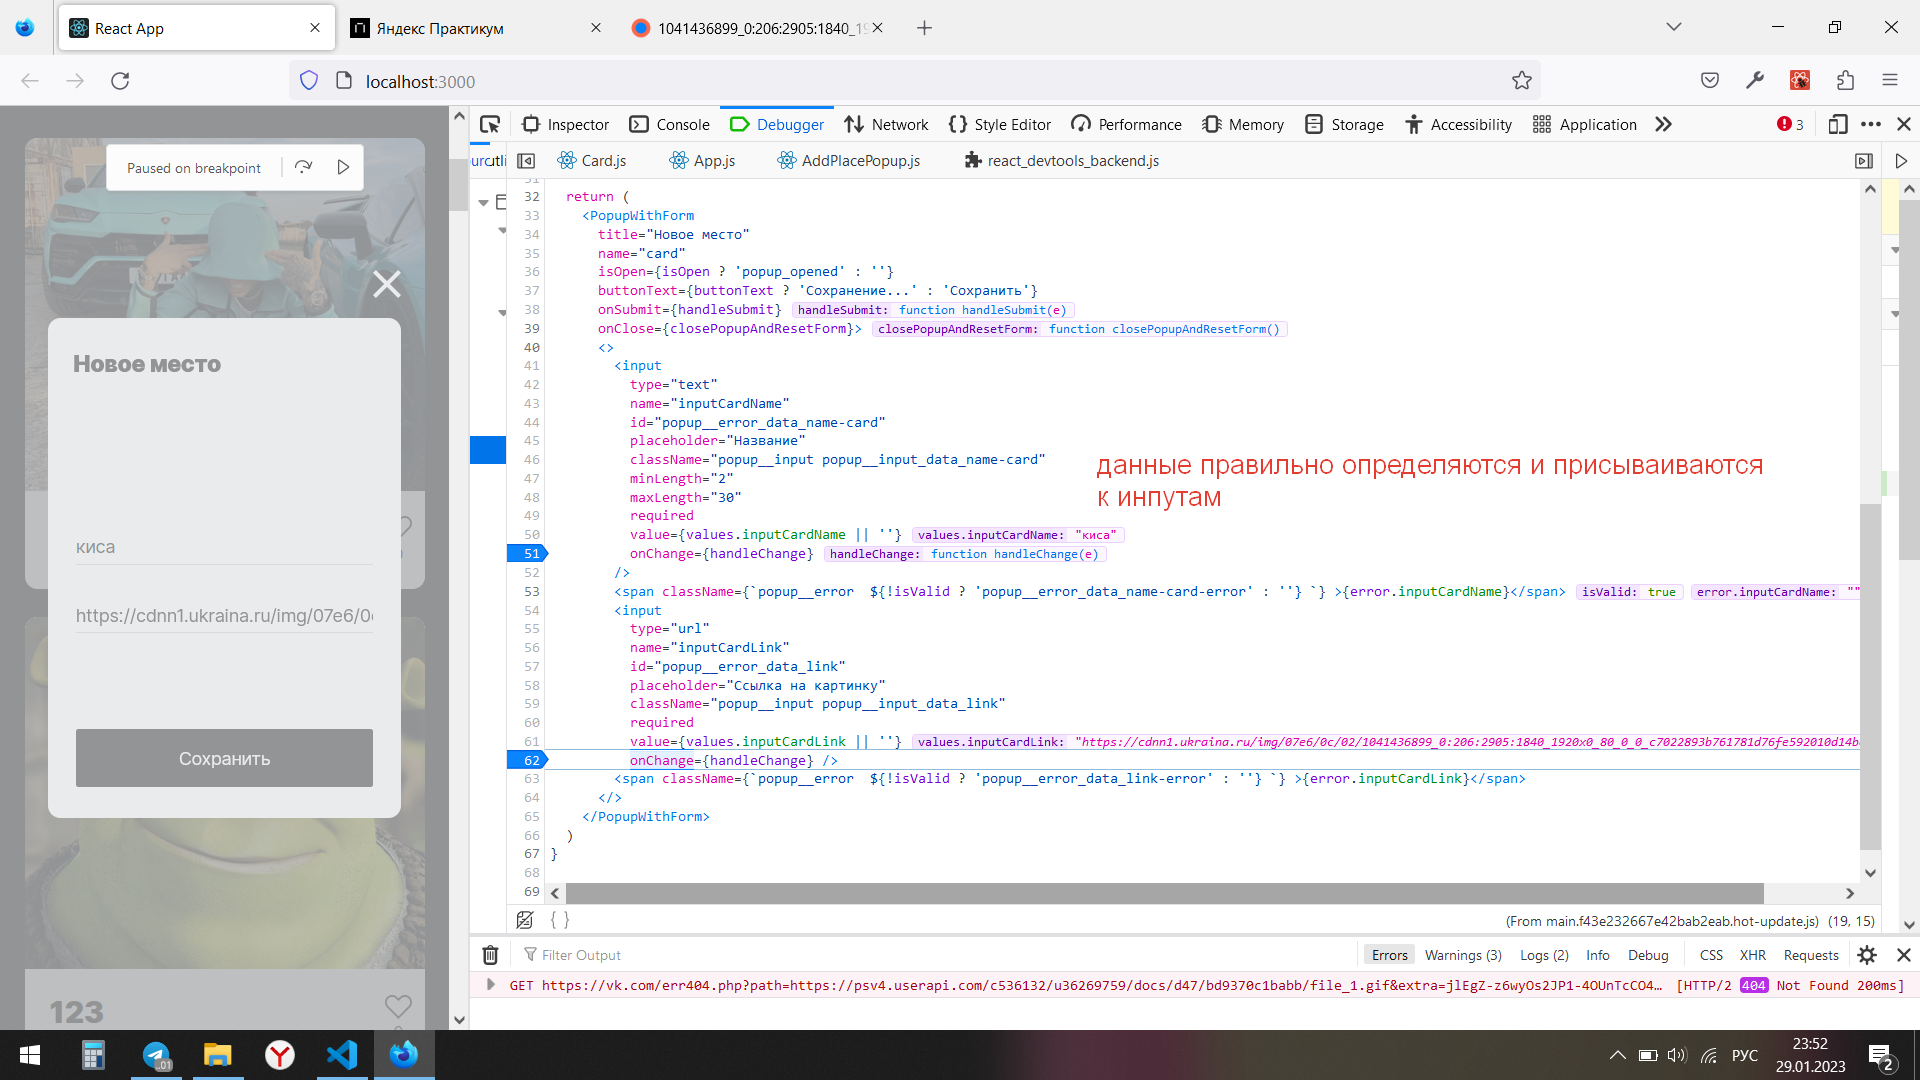 React App
Яндекс Практикум
1041436899_0:206:2905:1840_19
localhost:3000
Inspector
Console
Debugger
Network
Style Editor
Performance
Memory
Storage
Accessibility
Application
3
Card.js
App.js
AddPlacePopup.js
react_devtools_backend.js
Paused on breakpoint
Новое место
киса
https://cdnn1.ukraina.ru/img/07e6/0
Сохранить
123
32 return (
33 <PopupWithForm
34 title="Новое место"
35 name="card"
36 isOpen={isOpen ? 'popup_opened' : ''}
37 buttonText={buttonText ? 'Сохранение...' : 'Сохранить'}
38 onSubmit={handleSubmit} handleSubmit: function handleSubmit(e)
39 onClose={closePopupAndResetForm}> closePopupAndResetForm: function closePopupAndResetForm()
40 <>
41 <input
42 type="text"
43 name="inputCardName"
44 id="popup__error_data_name-card"
45 placeholder="Название"
46 className="popup__input popup__input_data_name-card"
47 minLength="2"
48 maxLength="30"
49 required
50 value={values.inputCardName || ''} values.inputCardName: "киса"
51 onChange={handleChange} handleChange: function handleChange(e)
52 />
53 <span className={`popup__error  ${!isValid ? 'popup__error_data_name-card-error' : ''} `} >{error.inputCardName}</span> isValid: true error.inputCardName: ""
54 <input
55 type="url"
56 name="inputCardLink"
57 id="popup__error_data_link"
58 placeholder="Ссылка на картинку"
59 className="popup__input popup__input_data_link"
60 required
61 value={values.inputCardLink || ''} values.inputCardLink: "https://cdnn1.ukraina.ru/img/07e6/0c/02/1041436899_0:206:2905:1840_1920x0_80_0_0_c7022893b761781d76fe592010d14b
62 onChange={handleChange} />
63 <span className={`popup__error  ${!isValid ? 'popup__error_data_link-error' : ''} `} >{error.inputCardLink}</span>
64 </>
65 </PopupWithForm>
66 )
67 }
68
69
данные правильно определяются и присываиваются
к инпутам
(From main.f43e232667e42bab2eab.hot-update.js) (19, 15)
Filter Output
Errors
Warnings (3)
Logs (2)
Info
Debug
CSS
XHR
Requests
GET https://vk.com/err404.php?path=https://psv4.userapi.com/c536132/u36269759/docs/d47/bd9370c1babb/file_1.gif&extra=jlEgZ-z6wyOs2JP1-4OUnTcCO4… [HTTP/2 404 Not Found 200ms]
РУС
23:52
29.01.2023
2